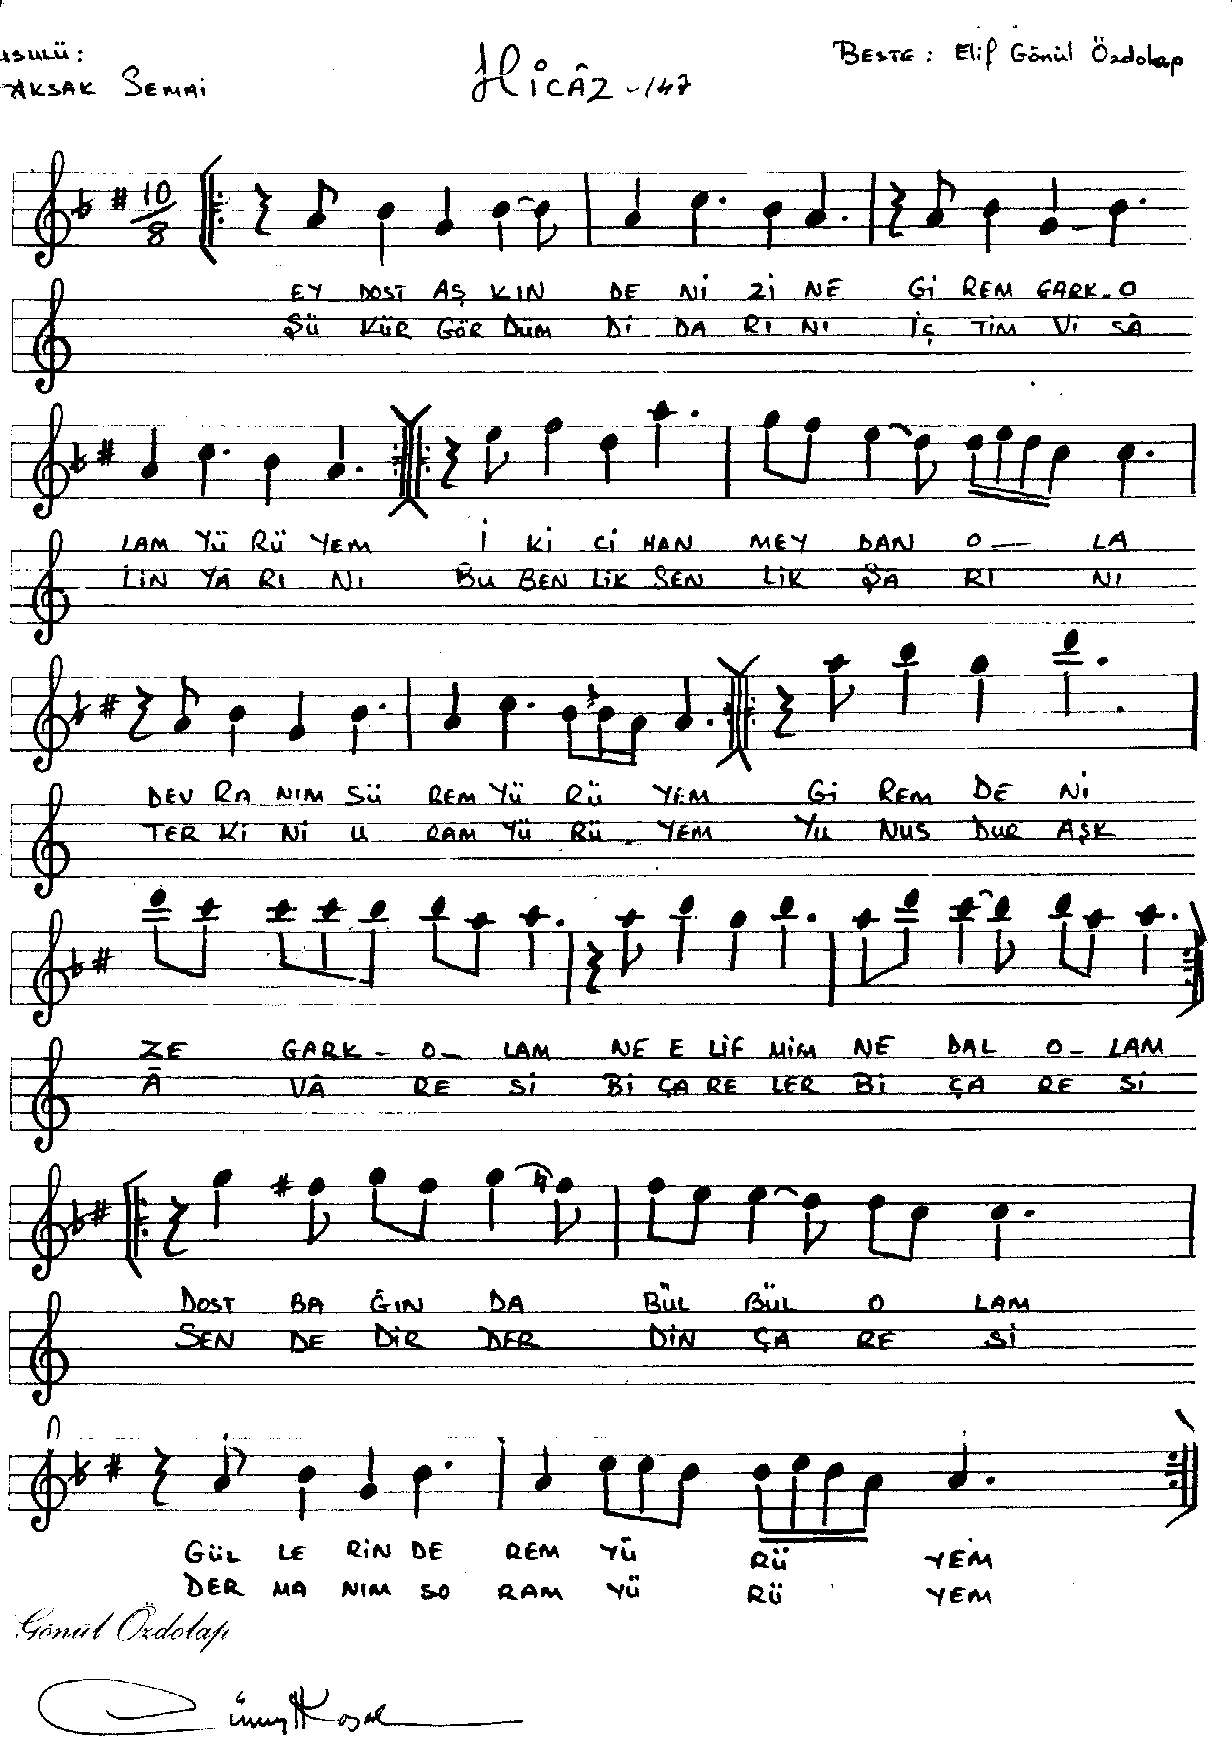 USULÜ:
AKSAK SEMAİ
HİCÂZ -147
BESTE: Elif Gönül Özdolap
10/8
EY DOST AŞ KIN DE Nİ Zİ NE Gİ REM GARK-O
ŞÜ KÜR GÖR DÜM Dİ DA RI NI İÇ TİM Vİ SÂ
LAM YÜ RÜ YEM İ Kİ Cİ HAN MEY DAN O — LA
LİN YA RI NI BU BEN LİK SEN LİK ŞA RI NI
DEV RA NIM SÜ REM YÜ RÜ YEM Gİ REM DE Nİ
TER Kİ Nİ U RAM YÜ RÜ YEM YU NUS DUR AŞK
ZE GARK - O - LAM NE E LİF MİM NE DAL O - LAM
Â VÂ RE Sİ Bİ ÇA RE LER Bİ ÇA RE Sİ
DOST BA ĞIN DA BÜL BÜL O LAM
SEN DE DİR DER DİN ÇA RE Sİ
GÜL LE RİN DE REM YÜ RÜ YEM
DER MA NIM SO RAM YÜ RÜ YEM
Gönül Özdolap